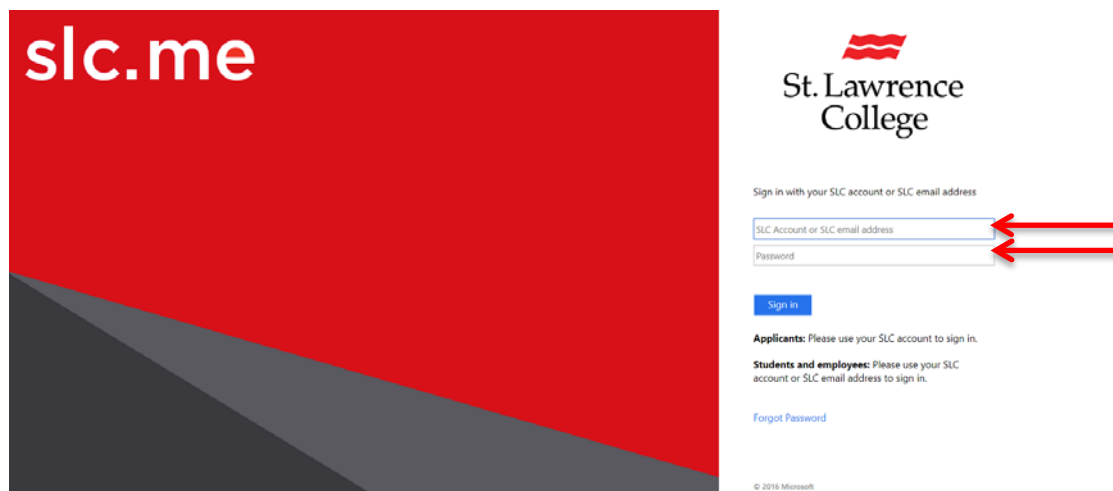 slc.me
St. Lawrence
College
Sign in with your SLC account or SLC email address
SLC Account or SLC email address
Password
Sign in
Applicants: Please use your SLC account to sign in.
Students and employees: Please use your SLC
account or SLC email address to sign in.
Forgot Password
© 2016 Microsoft